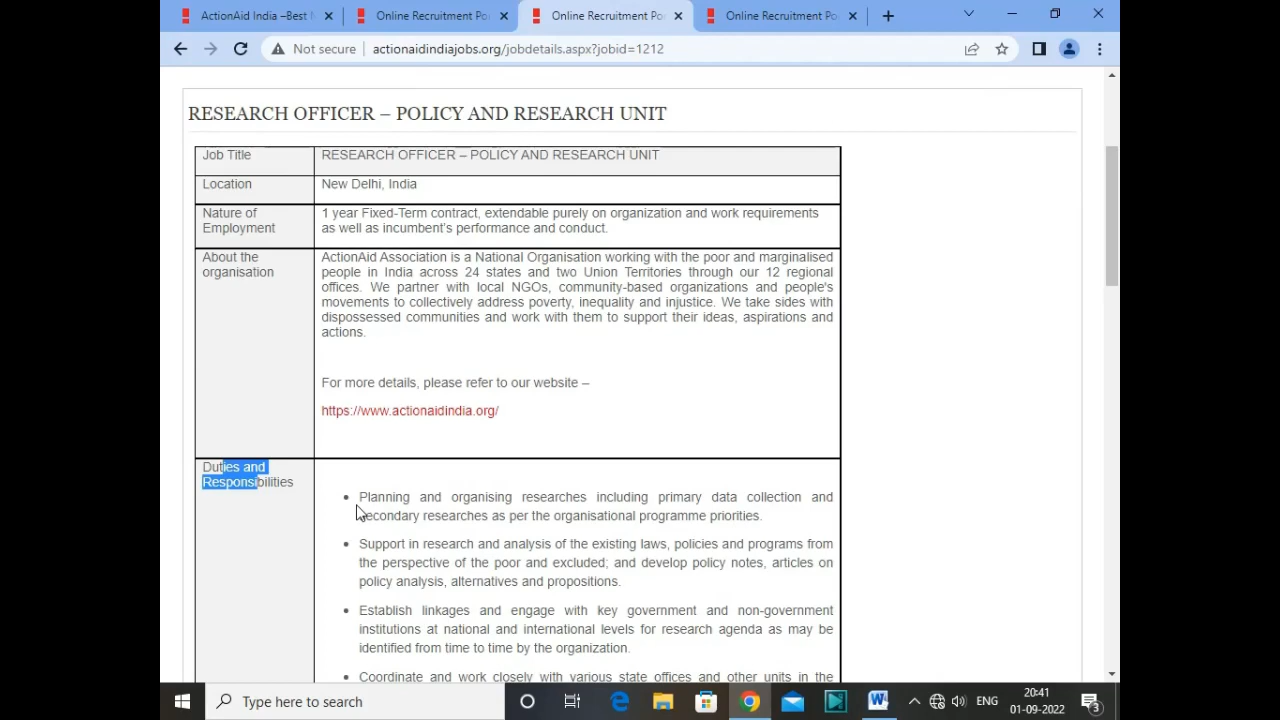 ActionAid India –Best N
Online Recruitment Po
Online Recruitment Po
Online Recruitment Po
Not secure
actionaidindiajobs.org/jobdetails.aspx?jobid=1212
RESEARCH OFFICER – POLICY AND RESEARCH UNIT
Job Title
RESEARCH OFFICER – POLICY AND RESEARCH UNIT
Location
New Delhi, India
Nature of
Employment
1 year Fixed-Term contract, extendable purely on organization and work requirements
as well as incumbent's performance and conduct.
About the
organisation
ActionAid Association is a National Organisation working with the poor and marginalised
people in India across 24 states and two Union Territories through our 12 regional
offices. We partner with local NGOs, community-based organizations and people's
movements to collectively address poverty, inequality and injustice. We take sides with
dispossessed communities and work with them to support their ideas, aspirations and
actions.
For more details, please refer to our website –
https://www.actionaidindia.org/
Duties and
Responsibilities
• Planning and organising researches including primary data collection and
secondary researches as per the organisational programme priorities.
• Support in research and analysis of the existing laws, policies and programs from
the perspective of the poor and excluded; and develop policy notes, articles on
policy analysis, alternatives and propositions.
• Establish linkages and engage with key government and non-government
institutions at national and international levels for research agenda as may be
identified from time to time by the organization.
• Coordinate and work closely with various state offices and other units in the
Type here to search
ENG
20:41
01-09-2022
3